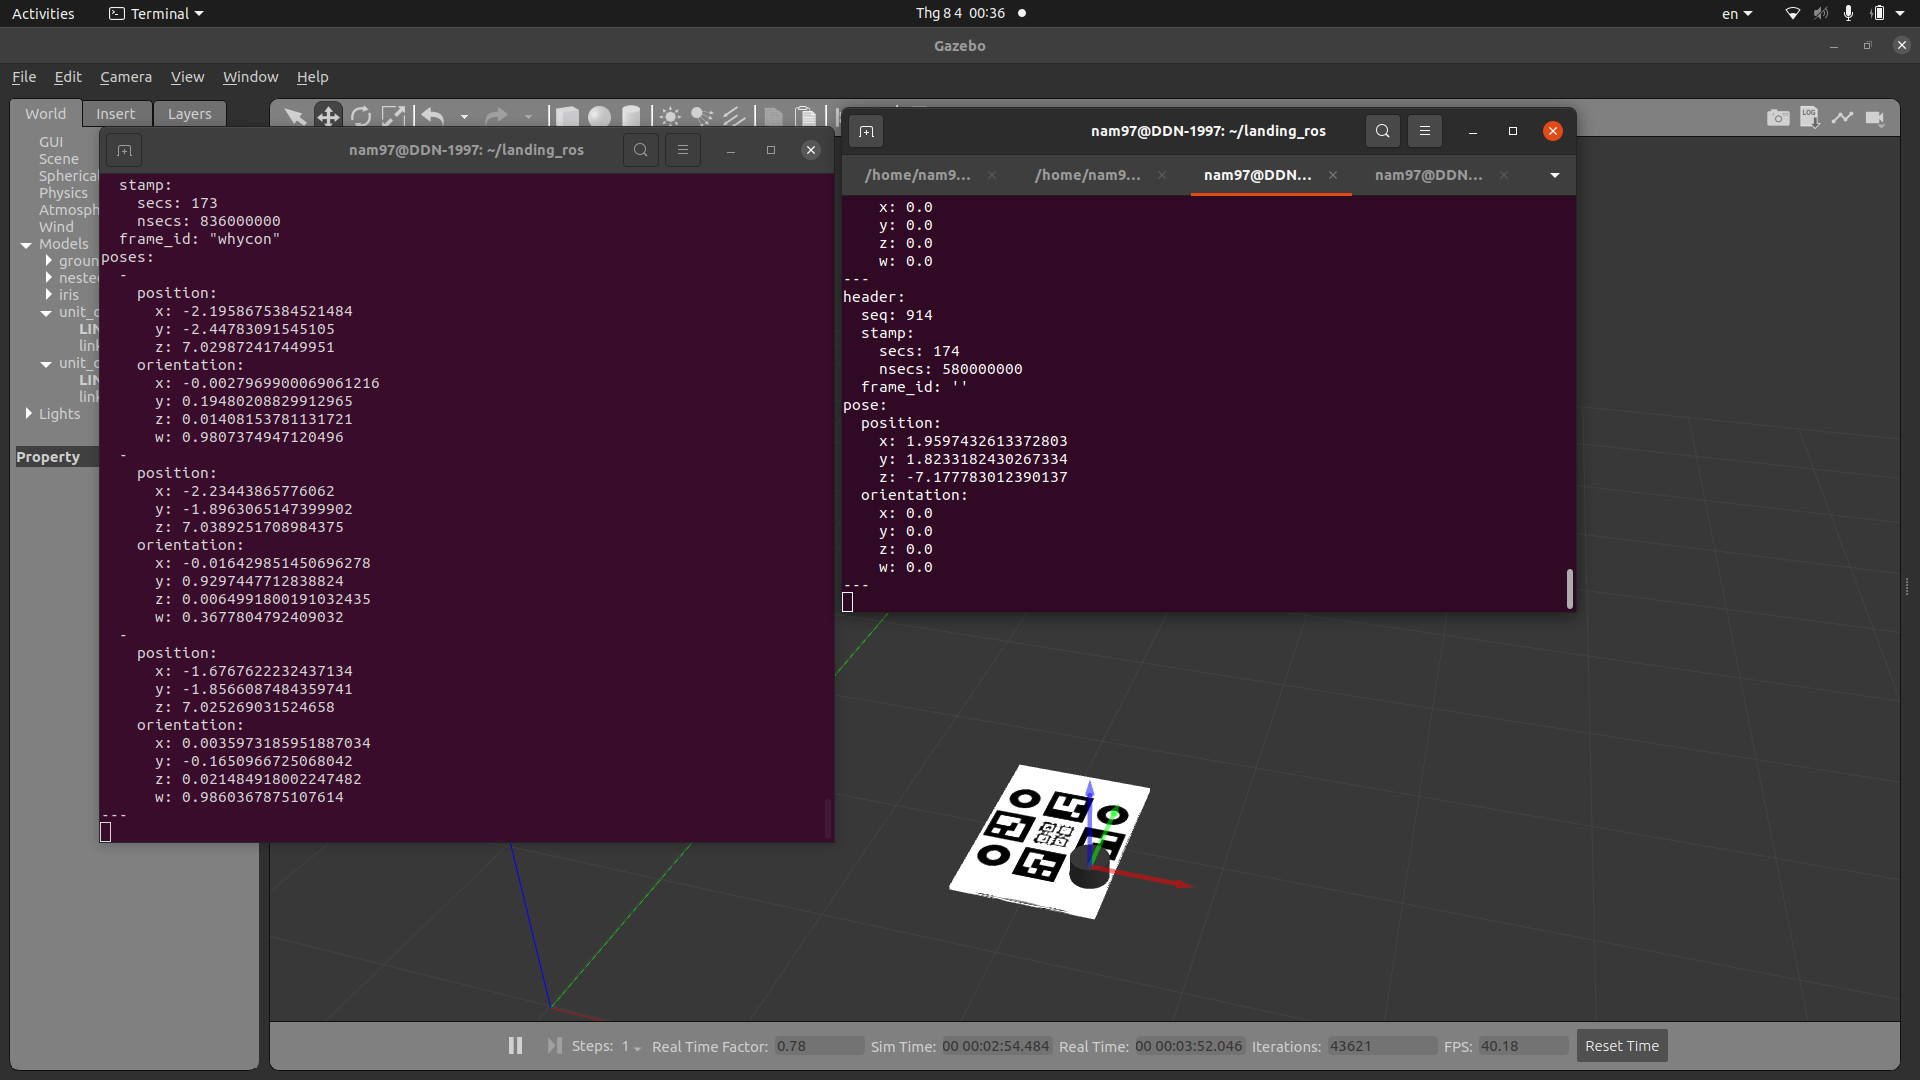 Activities
Terminal
Thg 8 4 00:36
en
Gazebo
File Edit Camera View Window Help
World Insert Layers
GUI
Scene
Spherica
Physics
Atmosph
Wind
Models
groun
neste
iris
unit_c
LIN
link
unit_c
LIN
link
Lights
Property
nam97@DDN-1997: ~/landing_ros
stamp:
secs: 173
nsecs: 836000000
frame_id: "whycon"
poses:
-
position:
x: -2.1958675384521484
y: -2.44783091545105
z: 7.029872417449951
orientation:
x: -0.0027969900069061216
y: 0.19480208829912965
z: 0.01408153781131721
w: 0.9807374947120496
-
position:
x: -2.23443865776062
y: -1.8963065147399902
z: 7.0389251708984375
orientation:
x: -0.016429851450696278
y: 0.9297447712838824
z: 0.0064991800191032435
w: 0.3677804792409032
-
position:
x: -1.6767622232437134
y: -1.8566087484359741
z: 7.025269031524658
orientation:
x: 0.0035973185951887034
y: -0.1650966725068042
z: 0.021484918002247482
w: 0.9860367875107614
---
nam97@DDN-1997: ~/landing_ros
/home/nam9... /home/nam9... nam97@DDN... nam97@DDN...
x: 0.0
y: 0.0
z: 0.0
w: 0.0
---
header:
seq: 914
stamp:
secs: 174
nsecs: 580000000
frame_id: ''
pose:
position:
x: 1.9597432613372803
y: 1.8233182430267334
z: -7.177783012390137
orientation:
x: 0.0
y: 0.0
z: 0.0
w: 0.0
---
LOG
Steps: 1 Real Time Factor: 0.78 Sim Time: 00 00:02:54.484 Real Time: 00 00:03:52.046 Iterations: 43621 FPS: 40.18 Reset Time